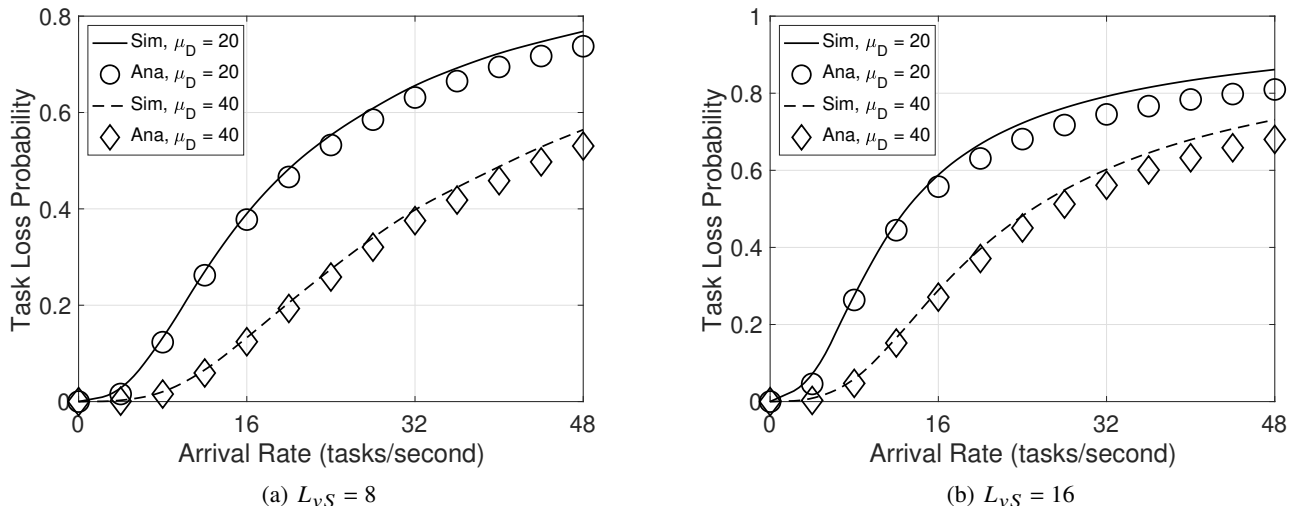 0.8
0.6
0.4
0.2
0
0 16 32 48
Task Loss Probability
Arrival Rate (tasks/second)
Sim, μD = 20
Ana, μD = 20
Sim, μD = 40
Ana, μD = 40
(a) LvS = 8
1
0.8
0.6
0.4
0.2
0
0 16 32 48
Task Loss Probability
Arrival Rate (tasks/second)
Sim, μD = 20
Ana, μD = 20
Sim, μD = 40
Ana, μD = 40
(b) LvS = 16